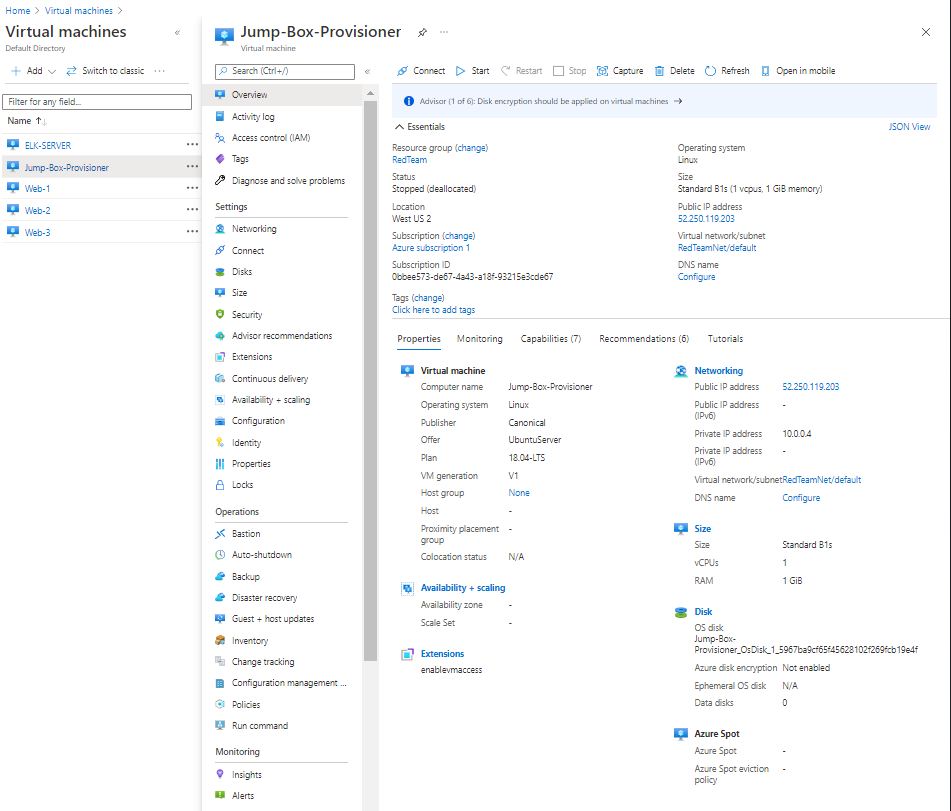 Home > Virtual machines >
Virtual machines
Default Directory
«
+ Add
Switch to classic
...
Filter for any field...
Name ↑↓
ELK-SERVER ...
Jump-Box-Provisioner ...
Web-1 ...
Web-2 ...
Web-3 ...
Jump-Box-Provisioner ...
Virtual machine
Search (Ctrl+/)
«
Overview
Activity log
Access control (IAM)
Tags
Diagnose and solve problems
Settings
Networking
Connect
Disks
Size
Security
Advisor recommendations
Extensions
Continuous delivery
Availability + scaling
Configuration
Identity
Properties
Locks
Operations
Bastion
Auto-shutdown
Backup
Disaster recovery
Guest + host updates
Inventory
Change tracking
Configuration management ...
Policies
Run command
Monitoring
Insights
Alerts
Connect Start Restart Stop Capture Delete Refresh Open in mobile
Advisor (1 of 6): Disk encryption should be applied on virtual machines →
Essentials
JSON View
Resource group (change)
RedTeam
Status
Stopped (deallocated)
Location
West US 2
Subscription (change)
Azure subscription 1
Subscription ID
0bbee573-de67-4a43-a18f-93215e3cde67
Tags (change)
Click here to add tags
Operating system
Linux
Size
Standard B1s (1 vcpus, 1 GiB memory)
Public IP address
52.250.119.203
Virtual network/subnet
RedTeamNet/default
DNS name
Configure
Properties Monitoring Capabilities (7) Recommendations (6) Tutorials
Virtual machine
Computer name Jump-Box-Provisioner
Operating system Linux
Publisher Canonical
Offer UbuntuServer
Plan 18.04-LTS
VM generation V1
Host group None
Host -
Proximity placement -
group
Colocation status N/A
Availability + scaling
Availability zone -
Scale Set -
Extensions
enablevmaccess
Networking
Public IP address 52.250.119.203
Public IP address -
(IPv6)
Private IP address 10.0.0.4
Private IP address -
(IPv6)
Virtual network/subnet RedTeamNet/default
DNS name Configure
Size
Size Standard B1s
vCPUs 1
RAM 1 GiB
Disk
OS disk
Jump-Box-
Provisioner_OsDisk_1_5967ba9cf65f45628102f269fcb19e4f
Azure disk encryption Not enabled
Ephemeral OS disk N/A
Data disks 0
Azure Spot
Azure Spot -
Azure Spot eviction -
policy